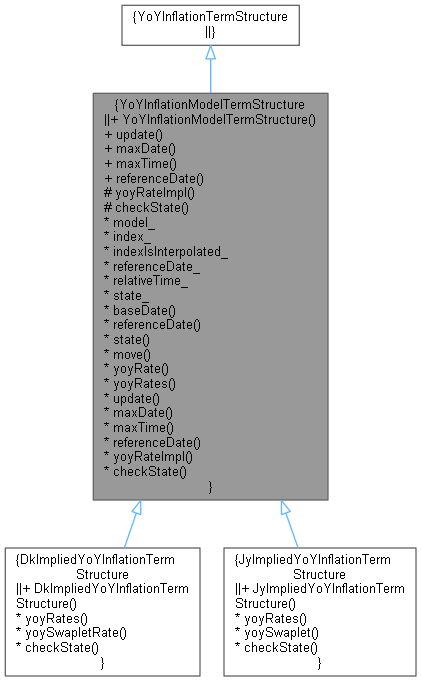 {YoYInflationTermStructure
||}
{YoYInflationModelTermStructure
||+ YoYInflationModelTermStructure()
+ update()
+ maxDate()
+ maxTime()
+ referenceDate()
# yoyRateImpl()
# checkState()
* model_
* index_
* indexIsInterpolated_
* referenceDate_
* relativeTime_
* state_
* baseDate()
* referenceDate()
* state()
* move()
* yoyRate()
* yoyRates()
* update()
* maxDate()
* maxTime()
* referenceDate()
* yoyRateImpl()
* checkState()
}
{DkImpliedYoYInflationTerm
Structure
||+ DkImpliedYoYInflationTerm
Structure()
* yoyRates()
* yoySwapletRate()
* checkState()
}
{JyImpliedYoYInflationTerm
Structure
||+ JyImpliedYoYInflationTerm
Structure()
* yoyRates()
* yoySwaplet()
* checkState()
}